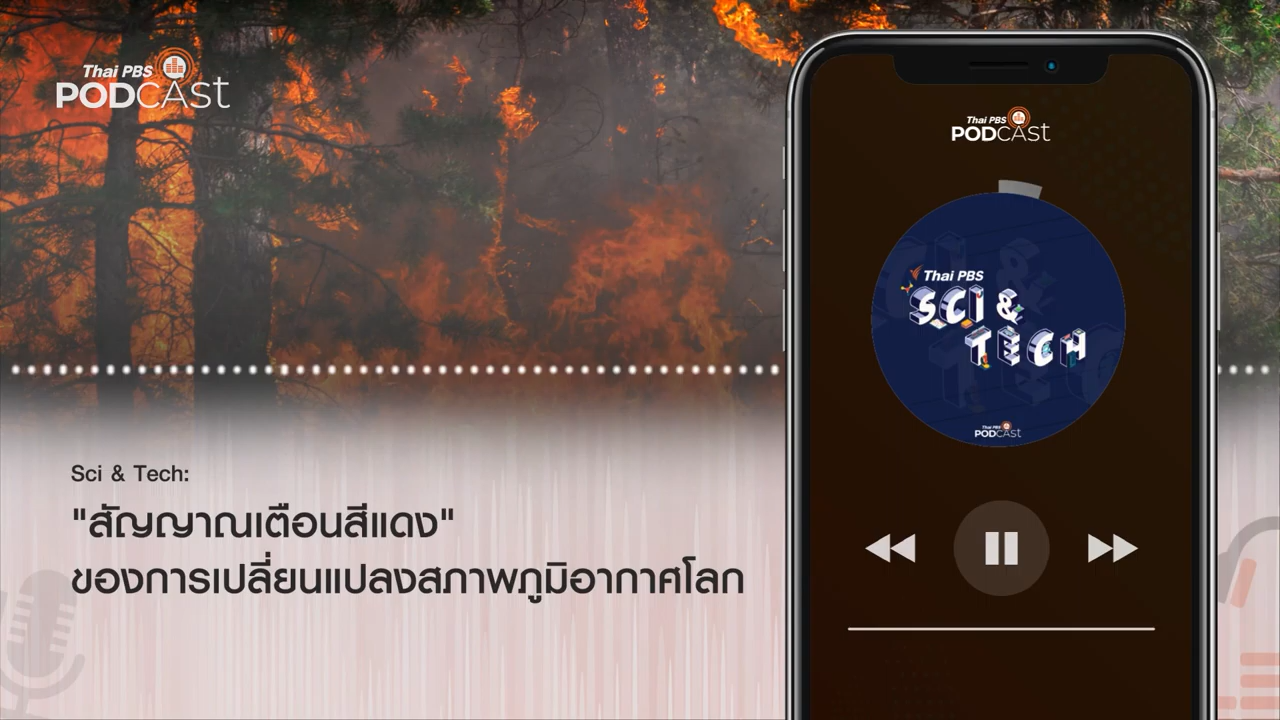 Thai PBS
PODCAST
Thai PBS
PODCAST
Thai PBS
SCI &
TECH
Thai PBS
PODCAST
Sci & Tech:
"สัญญาณเตือนสีแดง"
ของการเปลี่ยนแปลงสภาพภูมิอากาศโลก